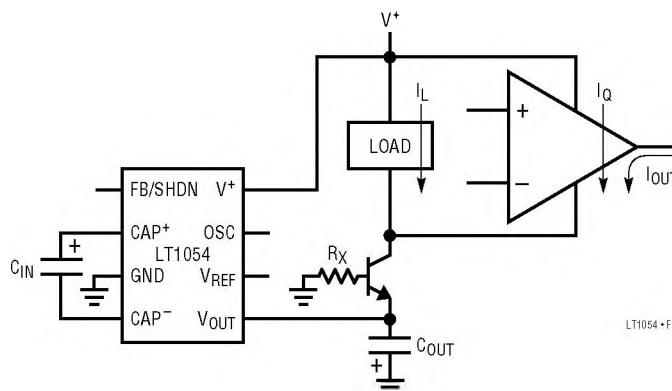 V+
IL
IQ
LOAD
+
−
IOUT
FB/SHDN V+
CAP+ OSC
LT1054
GND VREF
CAP− VOUT
CIN
+
RX
COUT
+
LT1054 • F